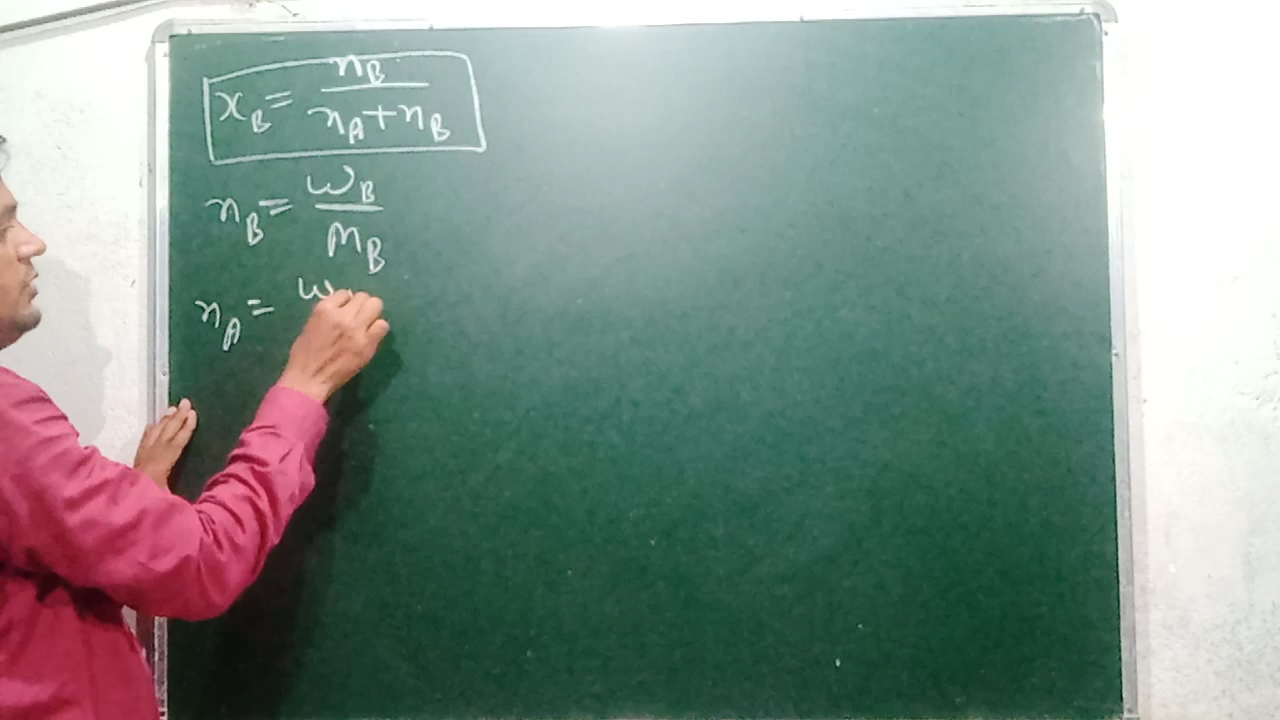 x_B = n_B / (n_A + n_B)
n_B = w_B / M_B
n_A = w